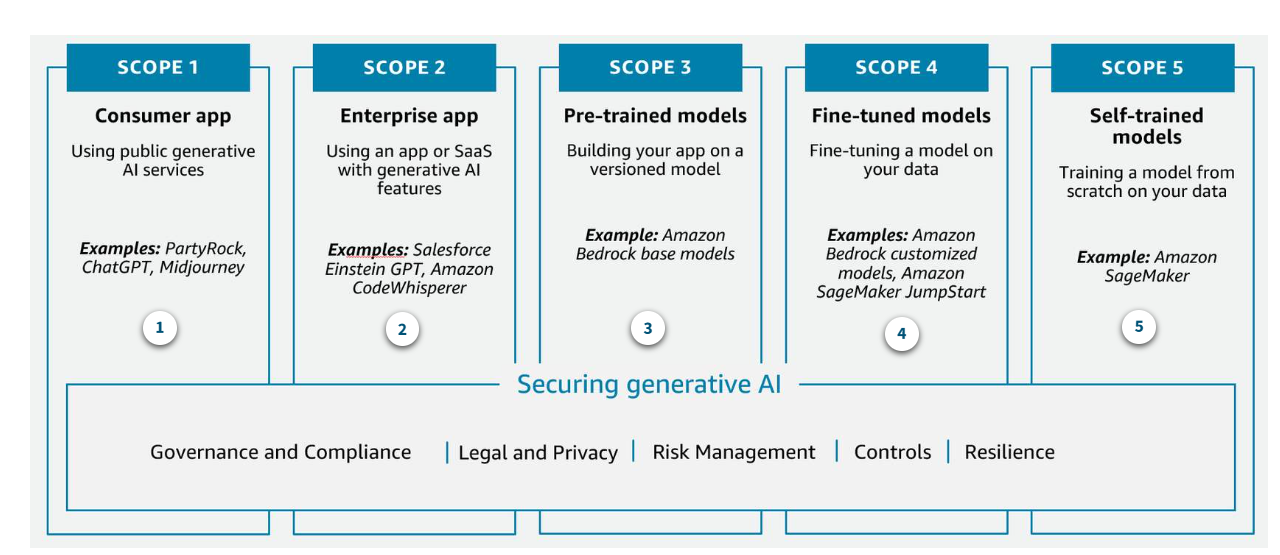 SCOPE 1
Consumer app
Using public generative
AI services
Examples: PartyRock,
ChatGPT, Midjourney
1
SCOPE 2
Enterprise app
Using an app or SaaS
with generative AI
features
Examples: Salesforce
Einstein GPT, Amazon
CodeWhisperer
2
SCOPE 3
Pre-trained models
Building your app on a
versioned model
Example: Amazon
Bedrock base models
3
SCOPE 4
Fine-tuned models
Fine-tuning a model on
your data
Examples: Amazon
Bedrock customized
models, Amazon
SageMaker JumpStart
4
SCOPE 5
Self-trained
models
Training a model from
scratch on your data
Example: Amazon
SageMaker
5
Securing generative AI
Governance and Compliance | Legal and Privacy | Risk Management | Controls | Resilience